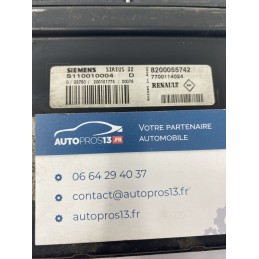 SIEMENS SIRIUS 32
S110010004 D
8200055742
7700114024
RENAULT
AUTOPROS13.FR
VOTRE PARTENAIRE
AUTOMOBILE
06 64 29 40 37
contact@autopros13.fr
autopros13.fr